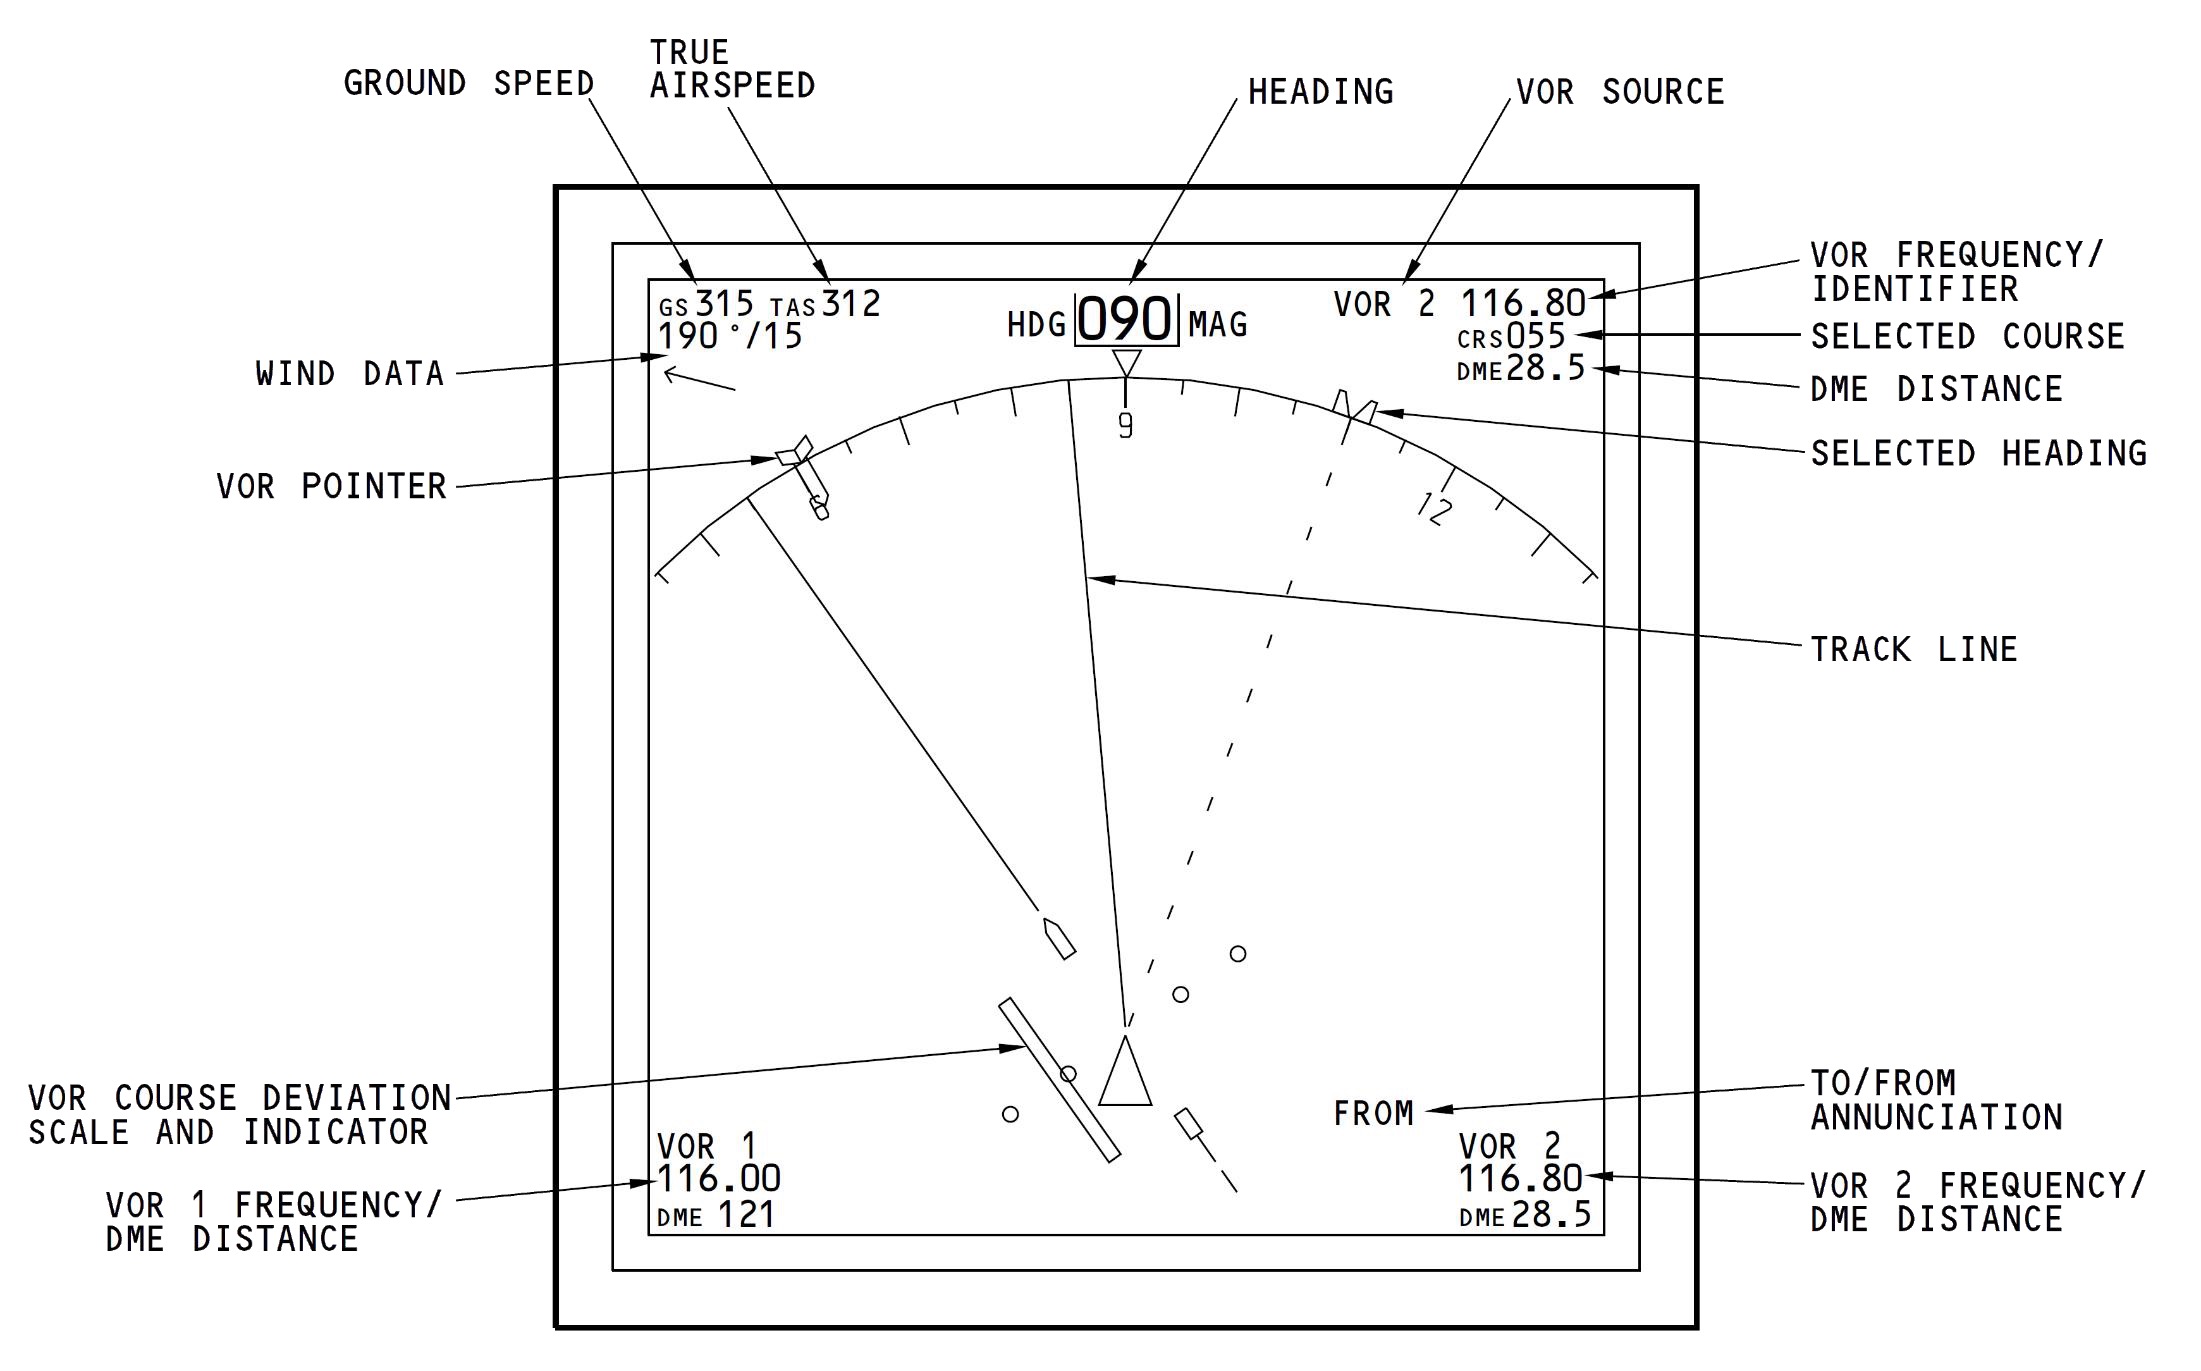 TRUE
AIRSPEED
GROUND SPEED
HEADING
VOR SOURCE
VOR FREQUENCY/
IDENTIFIER
SELECTED COURSE
DME DISTANCE
SELECTED HEADING
TRACK LINE
TO/FROM
ANNUNCIATION
VOR 2 FREQUENCY/
DME DISTANCE
WIND DATA
VOR POINTER
VOR COURSE DEVIATION
SCALE AND INDICATOR
VOR 1 FREQUENCY/
DME DISTANCE
GS 315 TAS 312
190 °/15
HDG 090 MAG
VOR 2 116.80
CRS 055
DME 28.5
6
9
12
FROM
VOR 1
116.00
DME 121
VOR 2
116.80
DME 28.5